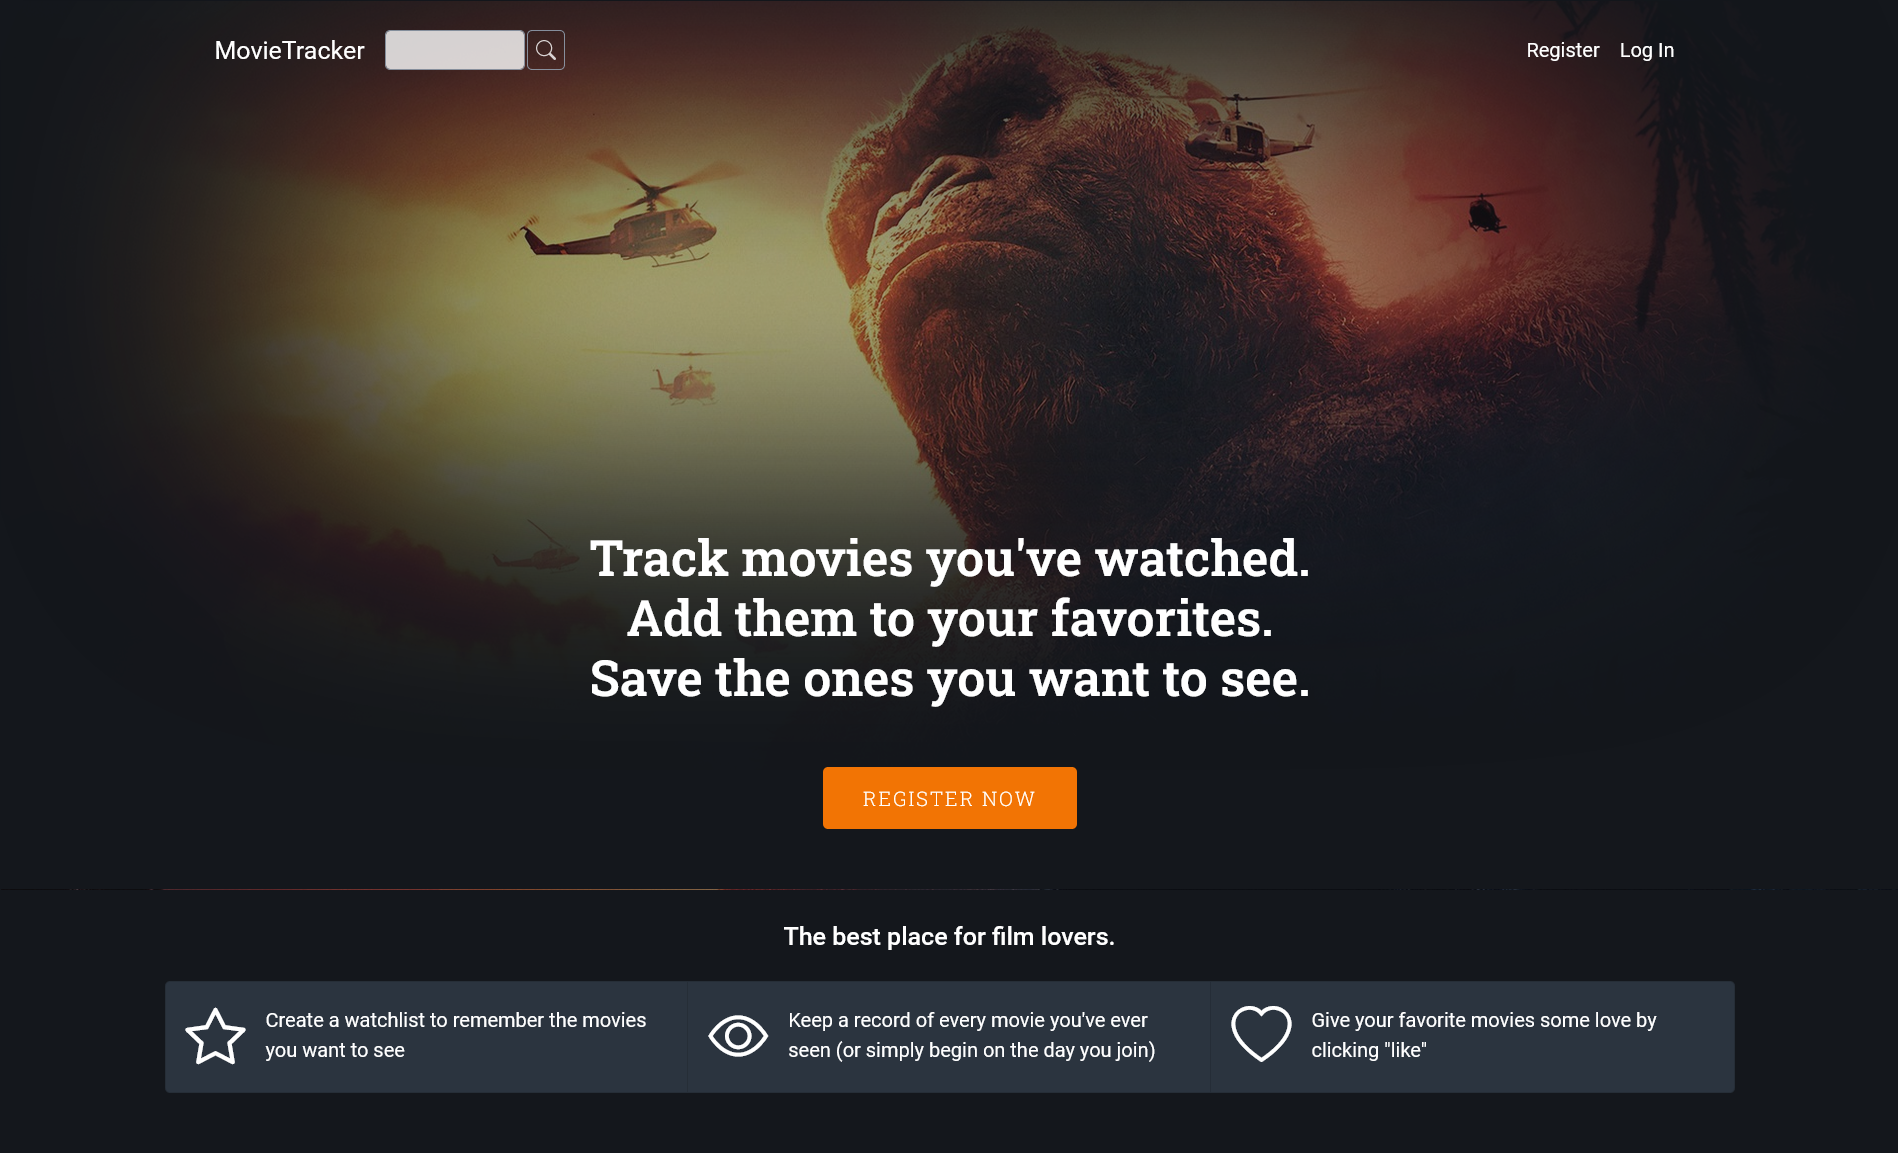 MovieTracker
Register Log In
Track movies you've watched.
Add them to your favorites.
Save the ones you want to see.
REGISTER NOW
The best place for film lovers.
Create a watchlist to remember the movies
you want to see
Keep a record of every movie you've ever
seen (or simply begin on the day you join)
Give your favorite movies some love by
clicking "like"